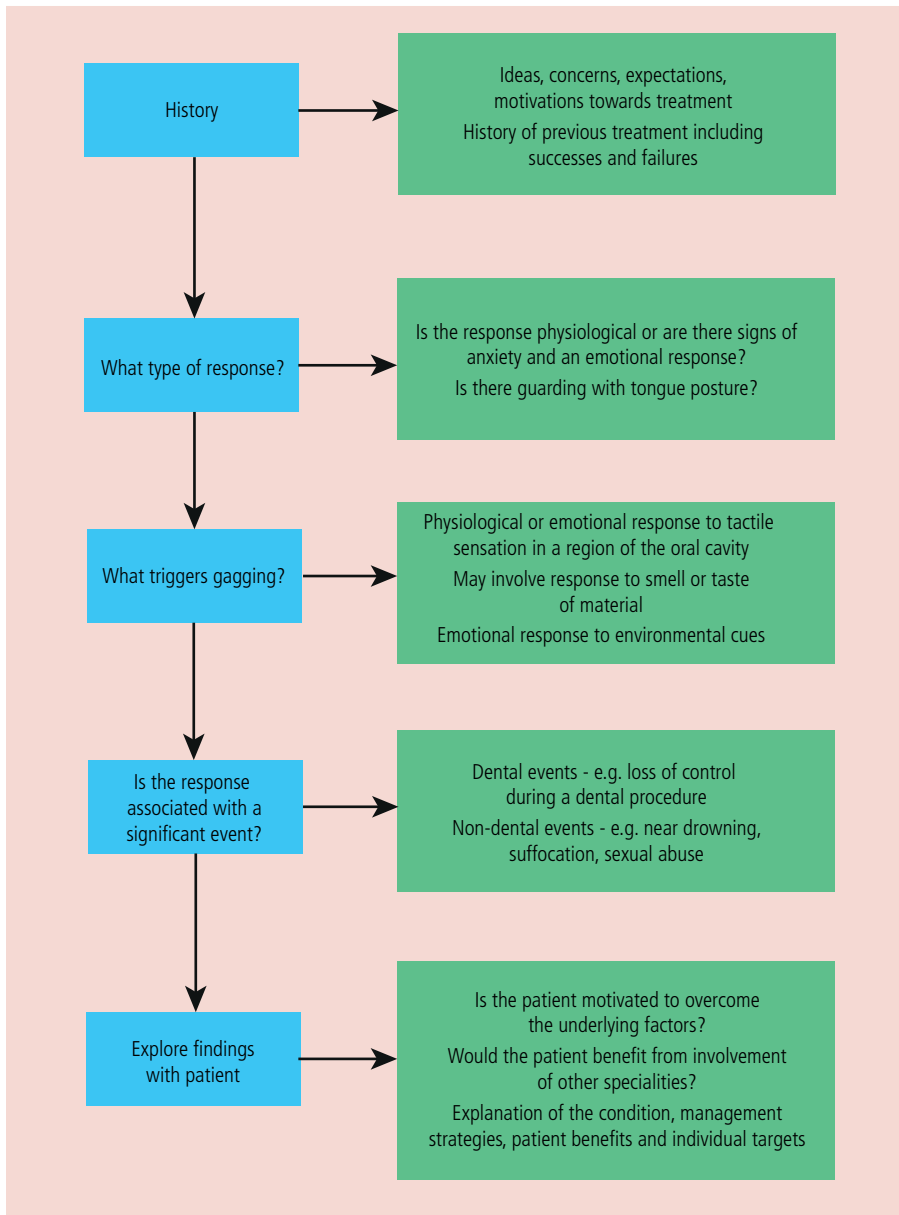 History
Ideas, concerns, expectations,
motivations towards treatment
History of previous treatment including
successes and failures
What type of response?
Is the response physiological or are there signs of
anxiety and an emotional response?
Is there guarding with tongue posture?
What triggers gagging?
Physiological or emotional response to tactile
sensation in a region of the oral cavity
May involve response to smell or taste
of material
Emotional response to environmental cues
Is the response
associated with a
significant event?
Dental events - e.g. loss of control
during a dental procedure
Non-dental events - e.g. near drowning,
suffocation, sexual abuse
Explore findings
with patient
Is the patient motivated to overcome
the underlying factors?
Would the patient benefit from involvement
of other specialities?
Explanation of the condition, management
strategies, patient benefits and individual targets